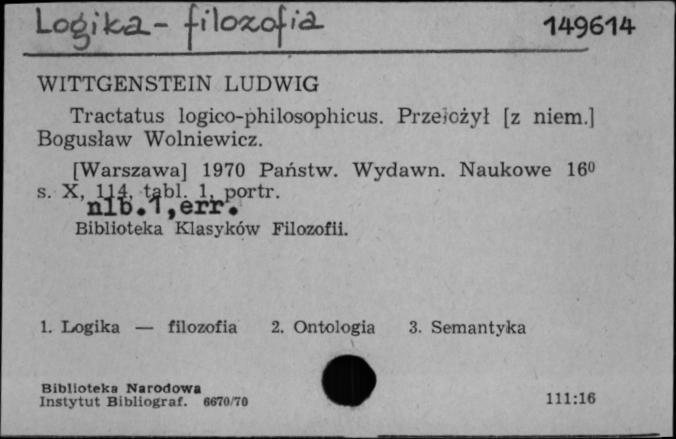 Logika - filozofia 149614
WITTGENSTEIN LUDWIG
Tractatus logico-philosophicus. Przełożył [z niem.]
Bogusław Wolniewicz.
[Warszawa] 1970 Państw. Wydawn. Naukowe 16⁰
s. X, 114, tabl. 1, portr.
nlb.1,err.
Biblioteka Klasyków Filozofii.
1. Logika — filozofia 2. Ontologia 3. Semantyka
Biblioteka Narodowa
Instytut Bibliograf. 6670/70 111:16